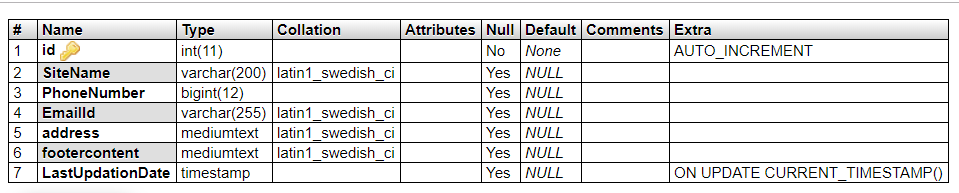 # Name Type Collation Attributes Null Default Comments Extra
1 id int(11) No None AUTO_INCREMENT
2 SiteName varchar(200) latin1_swedish_ci Yes NULL
3 PhoneNumber bigint(12) Yes NULL
4 EmailId varchar(255) latin1_swedish_ci Yes NULL
5 address mediumtext latin1_swedish_ci Yes NULL
6 footercontent mediumtext latin1_swedish_ci Yes NULL
7 LastUpdationDate timestamp Yes NULL ON UPDATE CURRENT_TIMESTAMP()